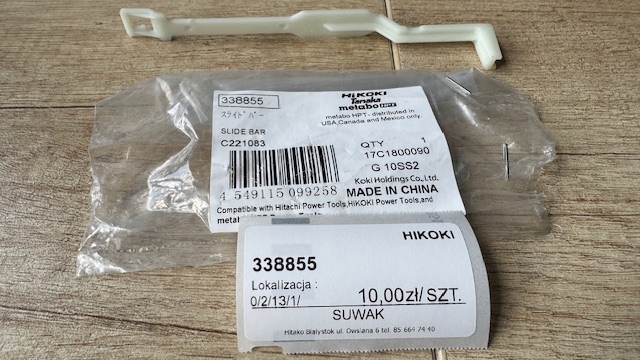 338855
スライドバー
SLIDE BAR
C221083
4 549115 099258
HiKOKI
Tanaka
metabo HPT
metabo HPT- distributed in
USA,Canada and Mexico only.
QTY 1
17C1800090
G 10SS2
Koki Holdings Co., Ltd.
MADE IN CHINA
Compatible with Hitachi Power Tools,HiKOKI Power Tools,and
HIKOKI
338855
Lokalizacja :
0/2/13/1/
10,00zł/ SZT.
SUWAK
Hitako Białystok ul. Owsiana 6 tel. 85 664 74 40